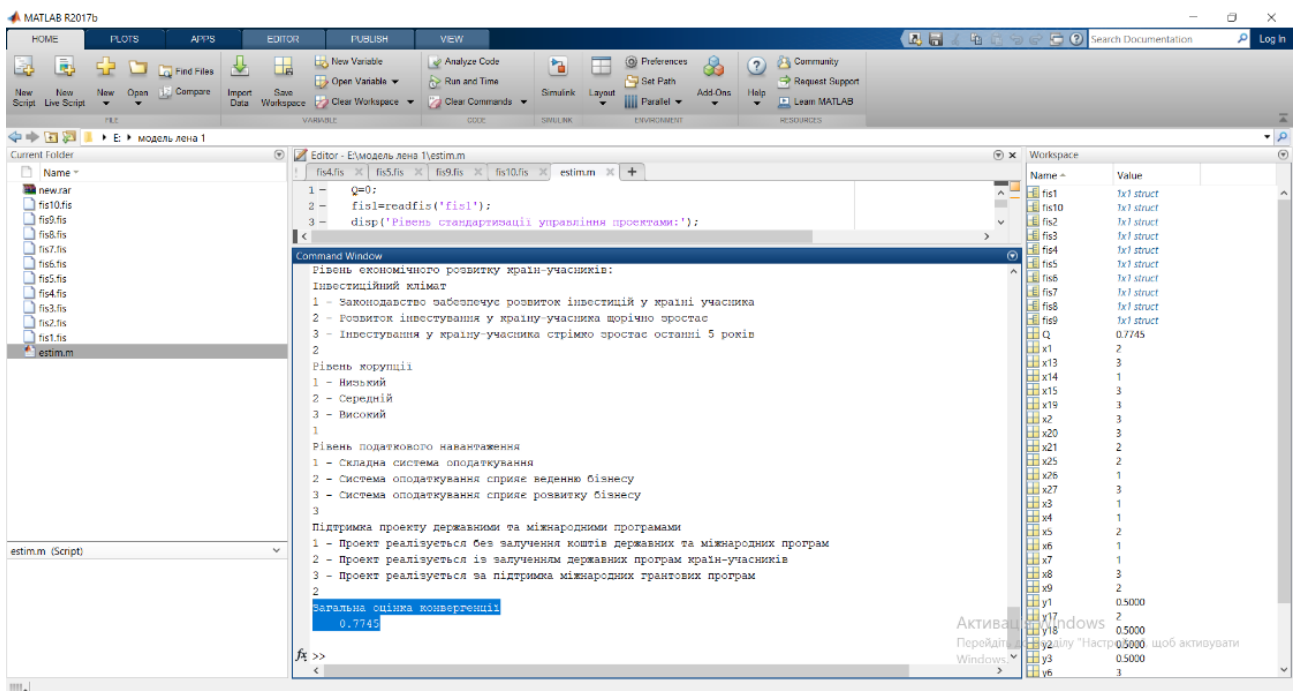 MATLAB R2017b
HOME PLOTS APPS EDITOR PUBLISH VIEW
Search Documentation
Log In
New Script
New Live Script
New
Open
Find Files
Compare
Import Data
Save Workspace
New Variable
Open Variable
Clear Workspace
Analyze Code
Run and Time
Clear Commands
Simulink
Layout
Preferences
Set Path
Parallel
Add-Ons
Help
Community
Request Support
Learn MATLAB
FILE VARIABLE CODE SIMULINK ENVIRONMENT RESOURCES
E: модель лена 1
Current Folder
Name
new.rar
fis10.fis
fis9.fis
fis8.fis
fis7.fis
fis6.fis
fis5.fis
fis4.fis
fis3.fis
fis2.fis
fis1.fis
estim.m
estim.m (Script)
Editor - E:\модель лена 1\estim.m
fis4.fis fis5.fis fis9.fis fis10.fis estim.m
1 - Q=0;
2 - fis1=readfis('fis1');
3 - disp('Рівень стандартизації управління проектами:');
Command Window
Рівень економічного розвитку країн-учасників:
Інвестиційний клімат
1 - Законодавство забезпечує розвиток інвестицій у країні учасника
2 - Розвиток інвестування у країну-учасника щорічно зростає
3 - Інвестування у країну-учасника стрімко зростає останні 5 років
2
Рівень корупції
1 - Низький
2 - Середній
3 - Високий
1
Рівень податкового навантаження
1 - Складна система оподаткування
2 - Система оподаткування сприяє веденню бізнесу
3 - Система оподаткування сприяє розвитку бізнесу
3
Підтримка проекту державними та міжнародними програмами
1 - Проект реалізується без залучення коштів державних та міжнародних програм
2 - Проект реалізується із залученням державних програм країн-учасників
3 - Проект реалізується за підтримка міжнародних грантових програм
2
Загальна оцінка конвергенції
0.7745
fx >>
Workspace
Name Value
fis1 1x1 struct
fis10 1x1 struct
fis2 1x1 struct
fis3 1x1 struct
fis4 1x1 struct
fis5 1x1 struct
fis6 1x1 struct
fis7 1x1 struct
fis8 1x1 struct
fis9 1x1 struct
Q 0.7745
x1 2
x13 3
x14 1
x15 3
x19 3
x2 3
x20 3
x21 2
x25 2
x26 1
x27 3
x3 1
x4 1
x5 2
x6 1
x7 1
x8 3
x9 2
y1 0.5000
y17 2
y18 0.5000
y2 0.5000
y3 0.5000
y6 3
Windows
щоб активувати
Windows.